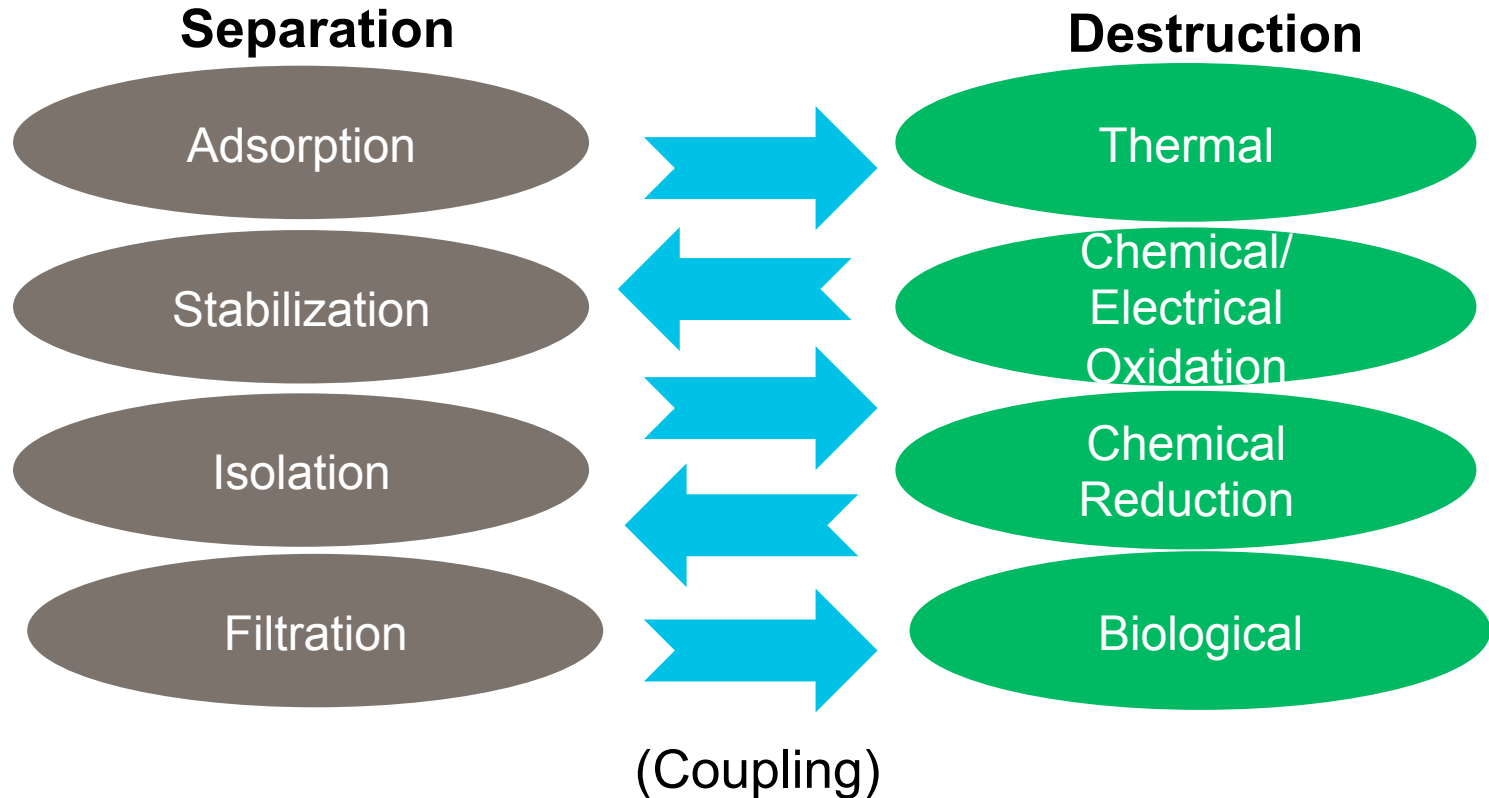 Separation
Destruction
Adsorption
Thermal
Stabilization
Chemical/
Electrical
Oxidation
Isolation
Chemical
Reduction
Filtration
Biological
(Coupling)